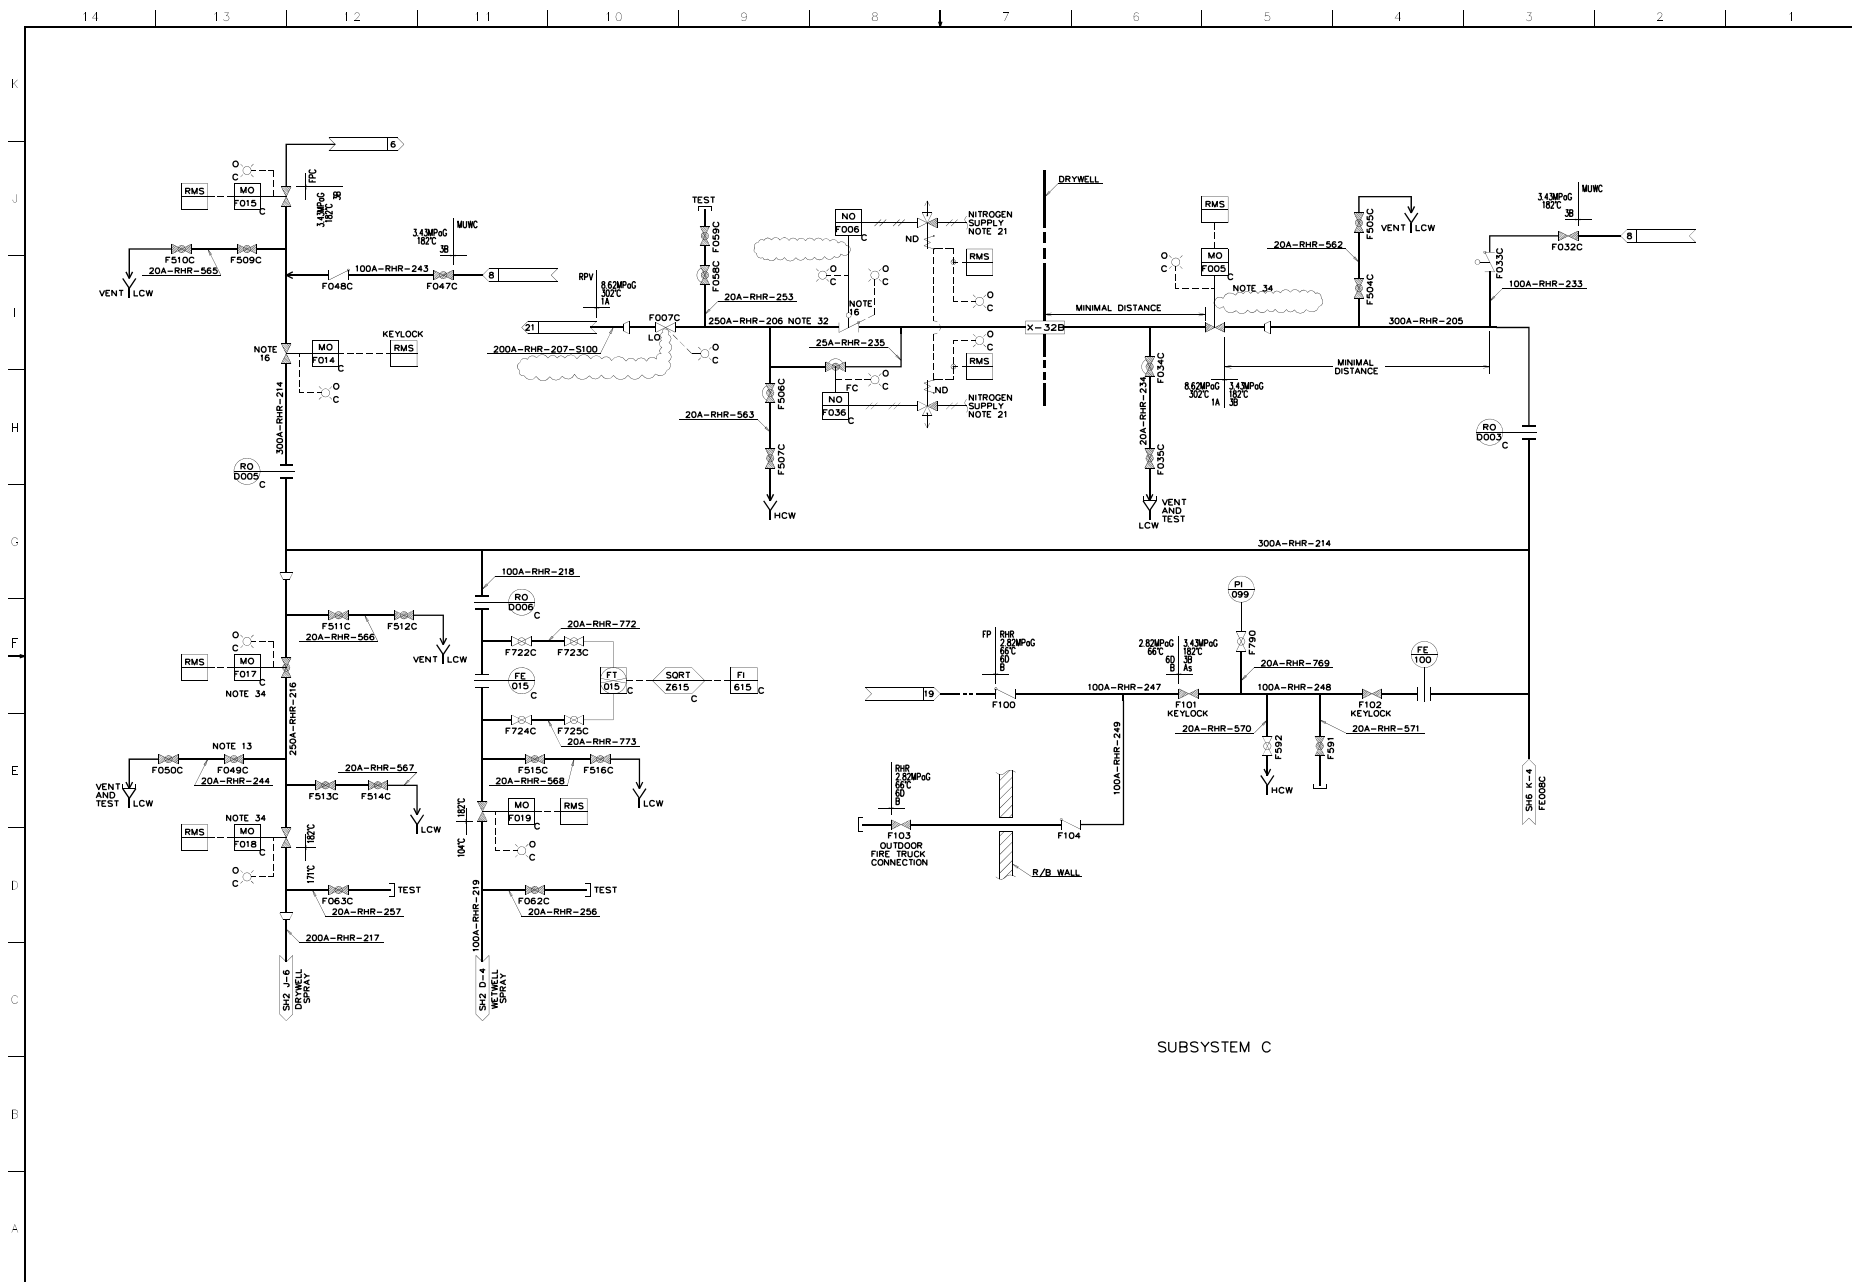 14 13 12 11 10 9 8 7 6 5 4 3 2 1
K
J
I
H
G
F
E
D
C
B
A
6
O
C
RMS
MO
F015
C
FPC
3.43MPaG
182℃
3B
F510C
F509C
20A-RHR-565
VENT
LCW
3.43MPaG
182℃
3B
MUWC
100A-RHR-243
F048C
F047C
8
NOTE
16
MO
F014
C
KEYLOCK
RMS
O
C
300A-RHR-214
RO
D005
C
RPV
8.62MPaG
302℃
1A
21
200A-RHR-207-S100
F007C
LO
O
C
TEST
F059C
F058C
20A-RHR-253
250A-RHR-206 NOTE 32
NO
F006
C
O
C
O
C
NOTE
16
25A-RHR-235
FC
O
C
NO
F036
C
ND
NITROGEN
SUPPLY
NOTE 21
RMS
O
C
O
C
RMS
ND
NITROGEN
SUPPLY
NOTE 21
20A-RHR-563
F506C
F507C
HCW
DRYWELL
MINIMAL DISTANCE
X-32B
RMS
MO
F005
C
O
C
NOTE 34
20A-RHR-562
F505C
F504C
VENT
LCW
3.43MPaG
182℃
3B
MUWC
F032C
8
F033C
100A-RHR-233
300A-RHR-205
MINIMAL
DISTANCE
8.62MPaG
302℃
1A
3.43MPaG
182℃
3B
F034C
20A-RHR-234
F035C
VENT
AND
TEST
LCW
RO
D003
C
300A-RHR-214
100A-RHR-218
RO
D006
C
F511C
F512C
20A-RHR-566
VENT
LCW
O
C
RMS
MO
F017
C
NOTE 34
250A-RHR-216
20A-RHR-772
F722C
F723C
FE
015
C
FT
015
C
SQRT
Z615
C
FI
615
C
F724C
F725C
20A-RHR-773
NOTE 13
F050C
F049C
20A-RHR-244
VENT
AND
TEST
LCW
20A-RHR-567
F513C
F514C
LCW
F515C
F516C
20A-RHR-568
LCW
182℃
104℃
MO
F019
C
RMS
O
C
NOTE 34
RMS
MO
F018
C
O
C
182℃
171℃
F063C
TEST
20A-RHR-257
200A-RHR-217
F062C
TEST
20A-RHR-256
100A-RHR-219
SH2 J-6
DRYWELL
SPRAY
SH2 D-4
WETWELL
SPRAY
PI
099
F790
20A-RHR-769
FP
RHR
2.82MPaG
66℃
6D
B
2.82MPaG
66℃
6D
B
3.43MPaG
182℃
3B
As
FE
100
19
F100
100A-RHR-247
F101
KEYLOCK
100A-RHR-248
F102
KEYLOCK
20A-RHR-570
F592
HCW
20A-RHR-571
F591
100A-RHR-249
RHR
2.82MPaG
66℃
6D
B
F103
OUTDOOR
FIRE TRUCK
CONNECTION
F104
R/B WALL
SH6 K-4
FE008C
SUBSYSTEM C